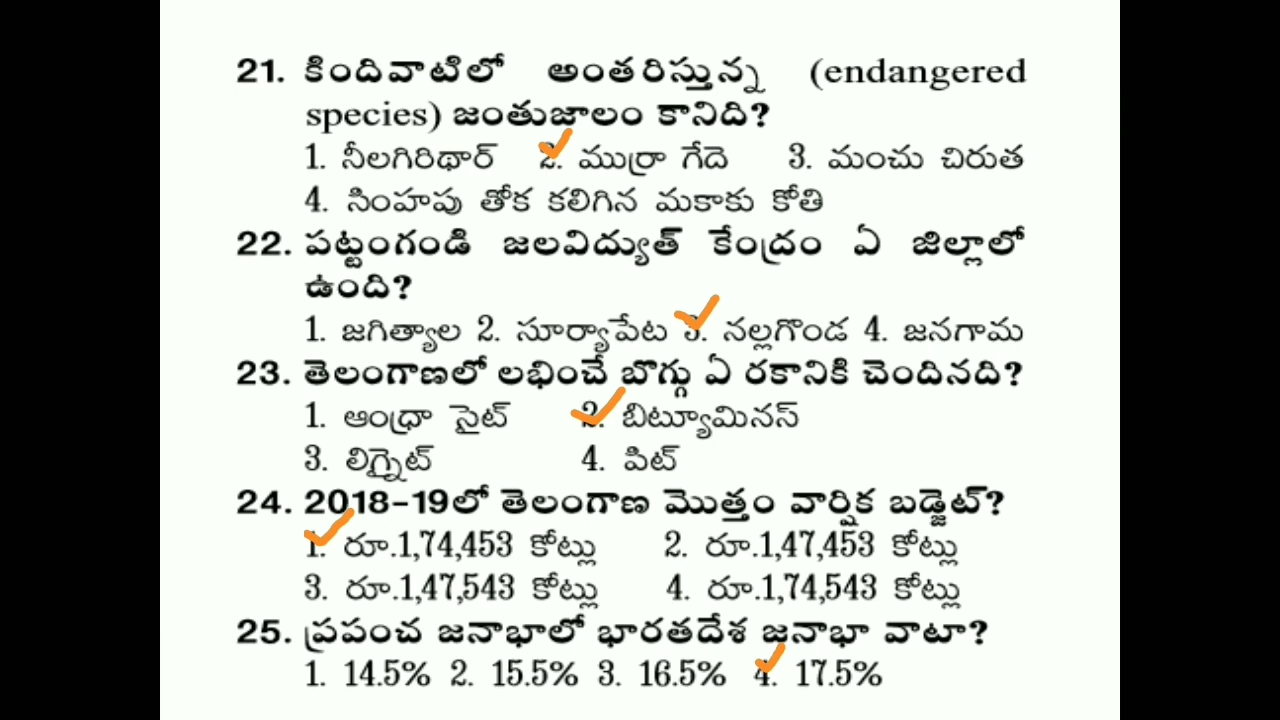 21. కిందివాటిలో అంతరిస్తున్న (endangered
species) జంతుజాలం కానిది?
1. నీలగిరిథార్ 2. ముర్రా గేదె 3. మంచు చిరుత
4. సింహపు తోక కలిగిన మకాకు కోతి
22. పట్టంగండి జలవిద్యుత్ కేంద్రం ఏ జిల్లాలో
ఉంది?
1. జగిత్యాల 2. సూర్యాపేట 3. నల్లగొండ 4. జనగామ
23. తెలంగాణలో లభించే బొగ్గు ఏ రకానికి చెందినది?
1. ఆంధ్రా సైట్ 2. బిట్యూమినస్
3. లిగ్నైట్ 4. పిట్
24. 2018-19లో తెలంగాణ మొత్తం వార్షిక బడ్జెట్?
1. రూ.1,74,453 కోట్లు 2. రూ.1,47,453 కోట్లు
3. రూ.1,47,543 కోట్లు 4. రూ.1,74,543 కోట్లు
25. ప్రపంచ జనాభాలో భారతదేశ జనాభా వాటా?
1. 14.5% 2. 15.5% 3. 16.5% 4. 17.5%